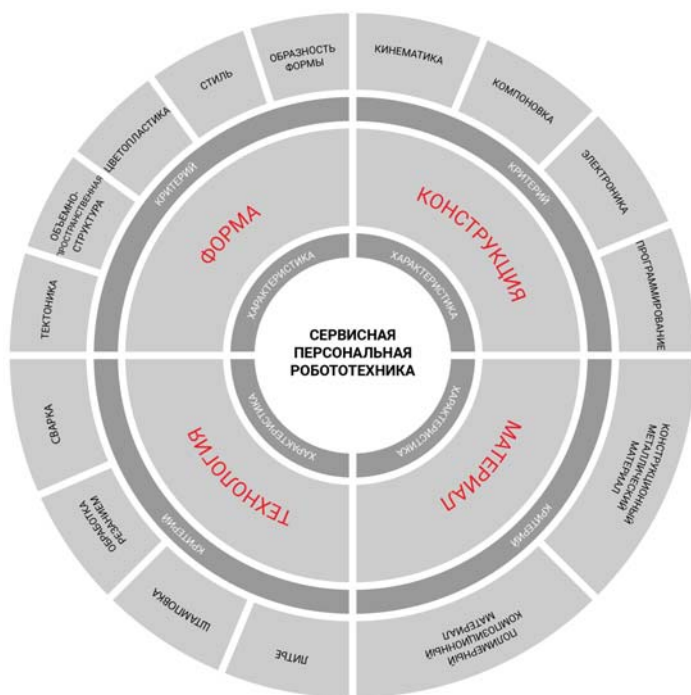 СЕРВИСНАЯ
ПЕРСОНАЛЬНАЯ
РОБОТОТЕХНИКА
ХАРАКТЕРИСТИКА
ФОРМА
КРИТЕРИЙ
ТЕКТОНИКА
ОБЪЕМНО-
ПРОСТРАНСТВЕННАЯ
СТРУКТУРА
ЦВЕТОПЛАСТИКА
СТИЛЬ
ОБРАЗНОСТЬ
ФОРМЫ
ХАРАКТЕРИСТИКА
КОНСТРУКЦИЯ
КРИТЕРИЙ
КИНЕМАТИКА
КОМПОНОВКА
ЭЛЕКТРОНИКА
ПРОГРАММИРОВАНИЕ
ХАРАКТЕРИСТИКА
МАТЕРИАЛ
КРИТЕРИЙ
КОНСТРУКЦИОННЫЙ
МЕТАЛЛИЧЕСКИЙ
МАТЕРИАЛ
ПОЛИМЕРНЫЙ
КОМПОЗИЦИОННЫЙ
МАТЕРИАЛ
ХАРАКТЕРИСТИКА
ТЕХНОЛОГИЯ
КРИТЕРИЙ
ЛИТЬЕ
ШТАМПОВКА
ОБРАБОТКА
РЕЗАНИЕМ
СВАРКА